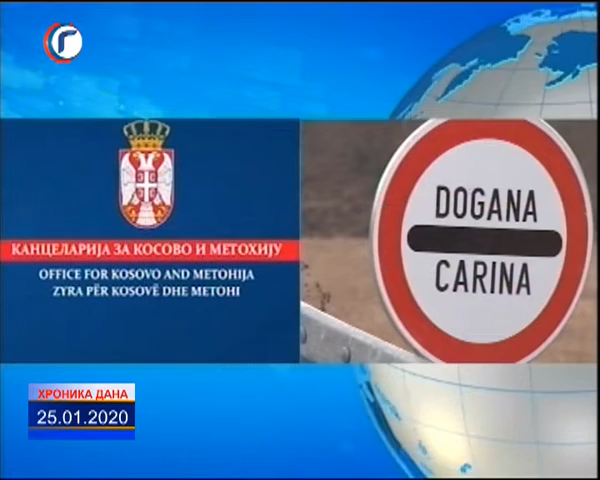 КАНЦЕЛАРИЈА ЗА КОСОВО И МЕТОХИЈУ
OFFICE FOR KOSOVO AND METOHIJA
ZYRA PËR KOSOVË DHE METOHI
DOGANA
CARINA
ХРОНИКА ДАНА
25.01.2020